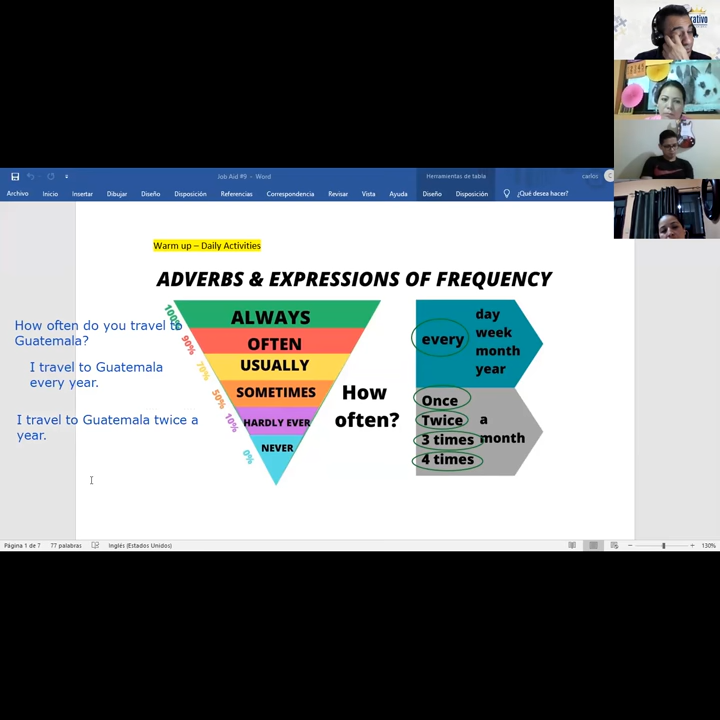 rativo
Job Aid #9 - Word
Herramientas de tabla
carlos
C
Archivo Inicio Insertar Dibujar Diseño Disposición Referencias Correspondencia Revisar Vista Ayuda Diseño Disposición ¿Qué desea hacer?
Warm up – Daily Activities
ADVERBS & EXPRESSIONS OF FREQUENCY
How often do you travel to
Guatemala?
I travel to Guatemala
every year.
I travel to Guatemala twice a
year.
100% ALWAYS
90% OFTEN
70% USUALLY
50% SOMETIMES
10% HARDLY EVER
0% NEVER
How
often?
every
day
week
month
year
Once
Twice
3 times
4 times
a
month
Página 1 de 7 77 palabras Inglés (Estados Unidos) 130%